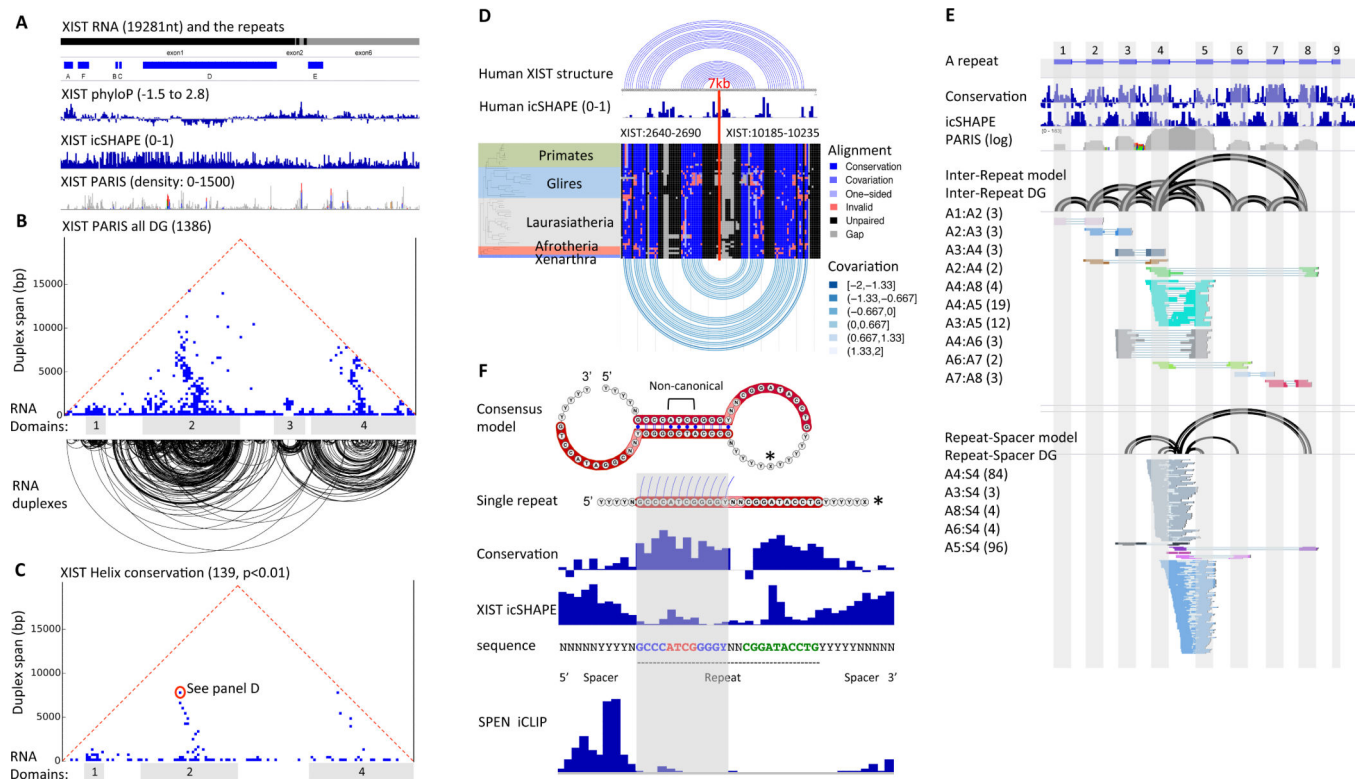 A
XIST RNA (19281nt) and the repeats
exon1
exon2
exon6
A
F
B
C
D
E
XIST phyloP (-1.5 to 2.8)
XIST icSHAPE (0-1)
XIST PARIS (density: 0-1500)
B
XIST PARIS all DG (1386)
Duplex span (bp)
15000
10000
5000
0
RNA
Domains:
1
2
3
4
RNA
duplexes
C
XIST Helix conservation (139, p<0.01)
Duplex span (bp)
15000
10000
5000
0
See panel D
RNA
Domains:
1
2
4
D
Human XIST structure
7kb
Human icSHAPE (0-1)
XIST:2640-2690
XIST:10185-10235
Primates
Glires
Laurasiatheria
Afrotheria
Xenarthra
Alignment
Conservation
Covariation
One-sided
Invalid
Unpaired
Gap
Covariation
[-2,-1.33]
(-1.33,-0.667]
(-0.667,0]
(0,0.667]
(0.667,1.33]
(1.33,2]
E
1 2 3 4 5 6 7 8 9
A repeat
Conservation
icSHAPE
PARIS (log)
Inter-Repeat model
Inter-Repeat DG
A1:A2 (3)
A2:A3 (3)
A3:A4 (3)
A2:A4 (2)
A4:A8 (4)
A4:A5 (19)
A3:A5 (12)
A4:A6 (3)
A6:A7 (2)
A7:A8 (3)
Repeat-Spacer model
Repeat-Spacer DG
A4:S4 (84)
A3:S4 (3)
A8:S4 (4)
A6:S4 (4)
A5:S4 (96)
F
3' 5'
Non-canonical
Consensus
model
*
Single repeat
5' YYYYNGCCCATCGGGGYNNCGGATACCTGYYYYYYX *
Conservation
XIST icSHAPE
sequence
NNNNNYYYYNGCCCATCGGGGYNNCGGATACCTGYYYYYNNNNN
5' Spacer
Repeat
Spacer 3'
SPEN iCLIP